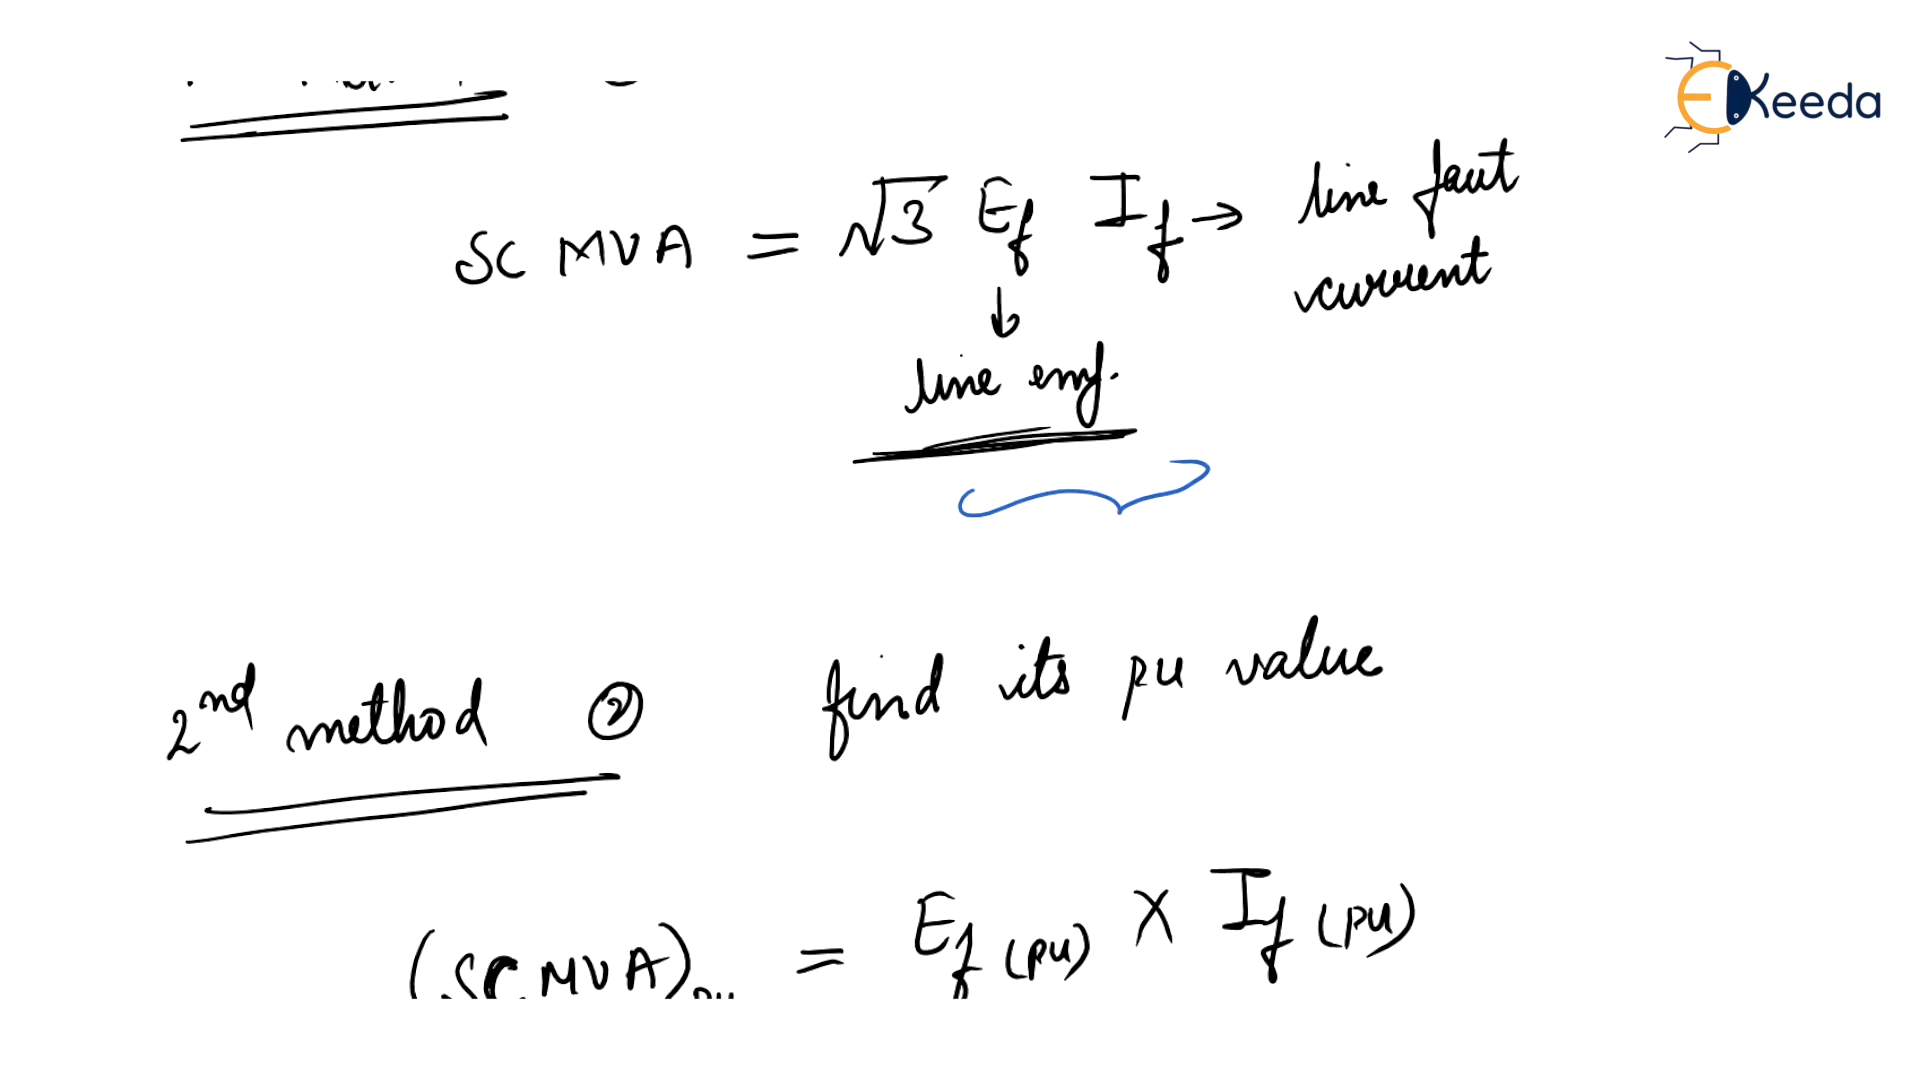 EKeeda
SC MVA = √3 Ef If → line faut
current
↓
line emf.
2nd method ② find its pu value
(SC MVA)pu = Ef (pu) X If (pu)